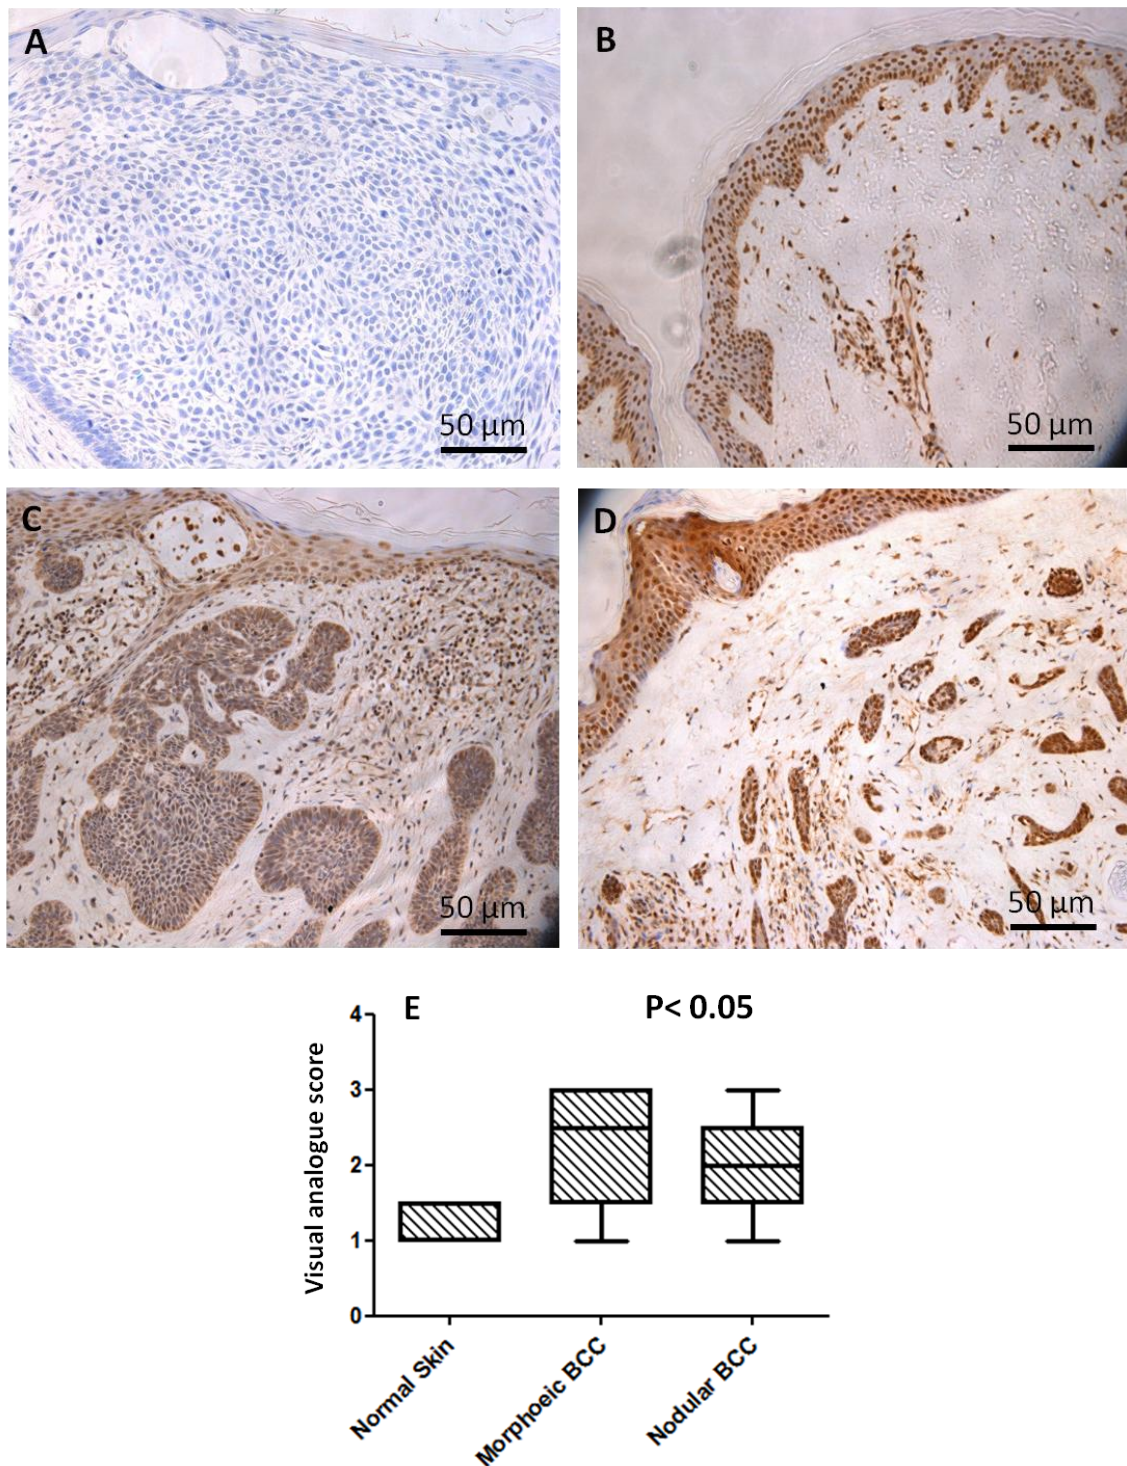 A
50 µm
B
50 µm
C
50 µm
D
50 µm
E
P< 0.05
Visual analogue score
4
3
2
1
0
Normal Skin
Morphoeic BCC
Nodular BCC